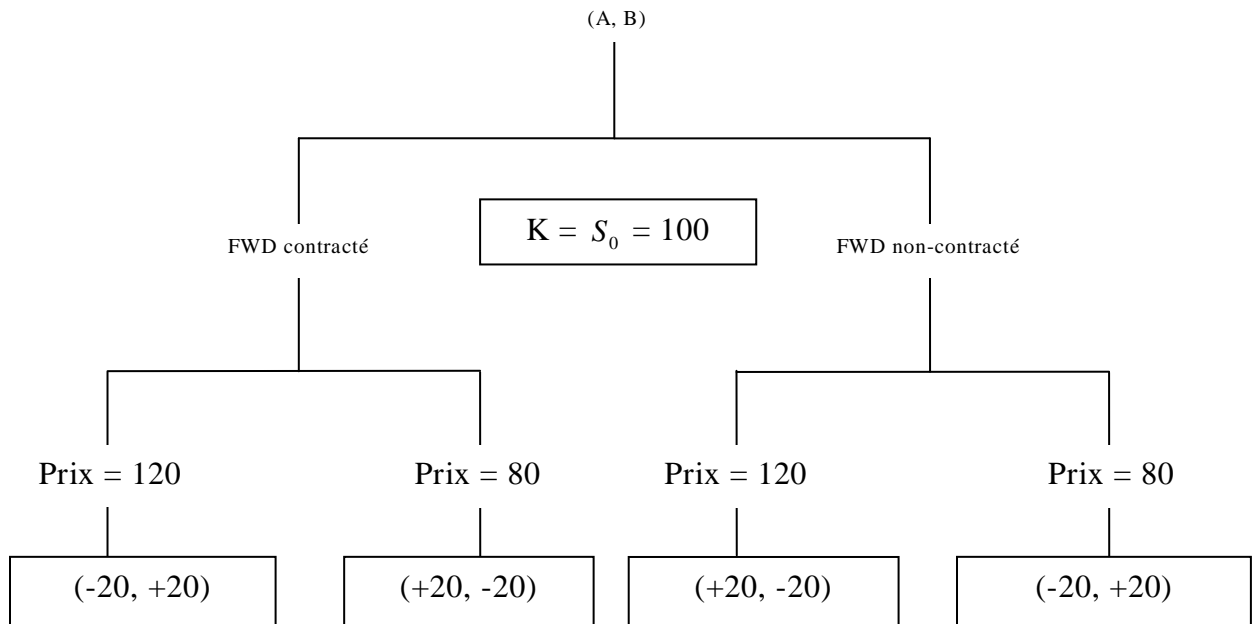 (A, B)
K = S₀ = 100
FWD contracté
FWD non-contracté
Prix = 120
Prix = 80
Prix = 120
Prix = 80
(-20, +20)
(+20, -20)
(+20, -20)
(-20, +20)